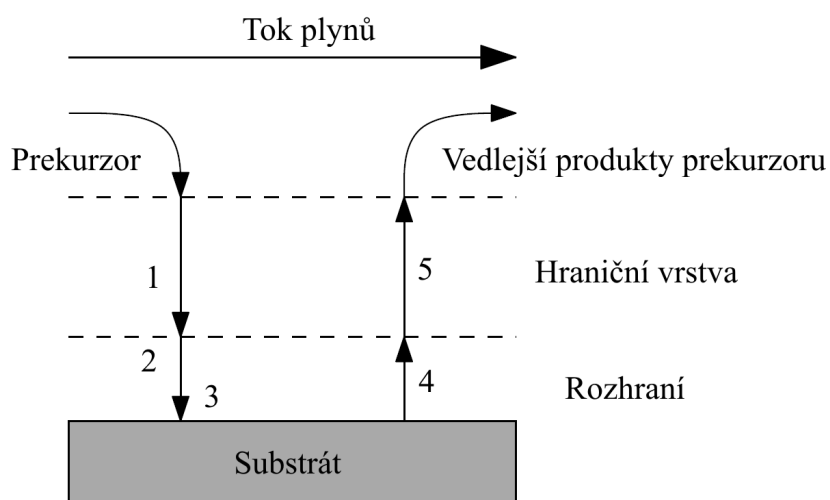 Tok plynů
Prekurzor
Vedlejší produkty prekurzoru
1
5
Hraniční vrstva
2
3
4
Rozhraní
Substrát